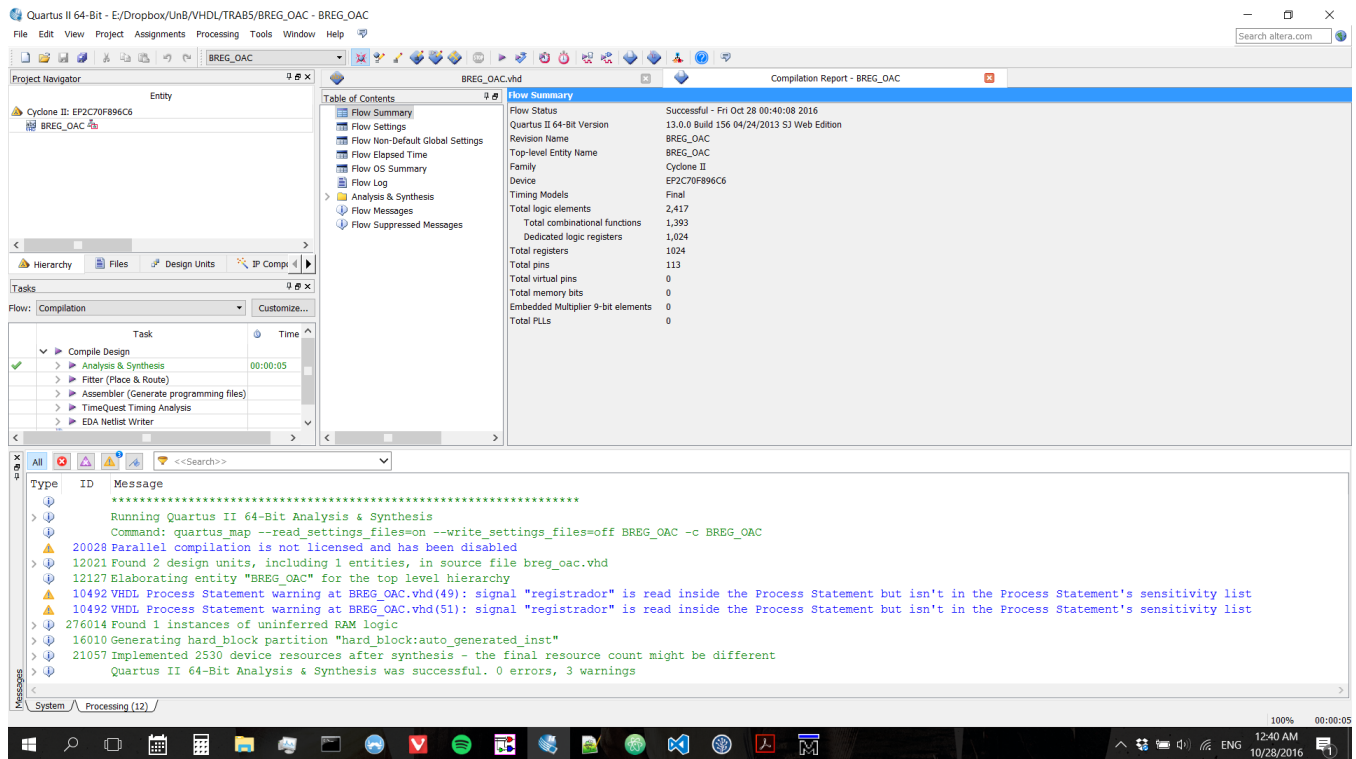 Quartus II 64-Bit - E:/Dropbox/UnB/VHDL/TRAB5/BREG_OAC - BREG_OAC
File Edit View Project Assignments Processing Tools Window Help
Search altera.com
BREG_OAC
Project Navigator
Entity
Cyclone II: EP2C70F896C6
BREG_OAC
Hierarchy Files Design Units IP Compo
Tasks
Flow: Compilation Customize...
Task Time
Compile Design
Analysis & Synthesis 00:00:05
Fitter (Place & Route)
Assembler (Generate programming files)
TimeQuest Timing Analysis
EDA Netlist Writer
BREG_OAC.vhd
Compilation Report - BREG_OAC
Table of Contents
Flow Summary
Flow Settings
Flow Non-Default Global Settings
Flow Elapsed Time
Flow OS Summary
Flow Log
Analysis & Synthesis
Flow Messages
Flow Suppressed Messages
Flow Summary
Flow Status Successful - Fri Oct 28 00:40:08 2016
Quartus II 64-Bit Version 13.0.0 Build 156 04/24/2013 SJ Web Edition
Revision Name BREG_OAC
Top-level Entity Name BREG_OAC
Family Cyclone II
Device EP2C70F896C6
Timing Models Final
Total logic elements 2,417
Total combinational functions 1,393
Dedicated logic registers 1,024
Total registers 1024
Total pins 113
Total virtual pins 0
Total memory bits 0
Embedded Multiplier 9-bit elements 0
Total PLLs 0
All <<Search>>
Type ID Message
*******************************************************************
Running Quartus II 64-Bit Analysis & Synthesis
Command: quartus_map --read_settings_files=on --write_settings_files=off BREG_OAC -c BREG_OAC
20028 Parallel compilation is not licensed and has been disabled
12021 Found 2 design units, including 1 entities, in source file breg_oac.vhd
12127 Elaborating entity "BREG_OAC" for the top level hierarchy
10492 VHDL Process Statement warning at BREG_OAC.vhd(49): signal "registrador" is read inside the Process Statement but isn't in the Process Statement's sensitivity list
10492 VHDL Process Statement warning at BREG_OAC.vhd(51): signal "registrador" is read inside the Process Statement but isn't in the Process Statement's sensitivity list
276014 Found 1 instances of uninferred RAM logic
16010 Generating hard_block partition "hard_block:auto_generated_inst"
21057 Implemented 2530 device resources after synthesis - the final resource count might be different
Quartus II 64-Bit Analysis & Synthesis was successful. 0 errors, 3 warnings
Messages
System Processing (12)
100% 00:00:05
ENG
12:40 AM
10/28/2016